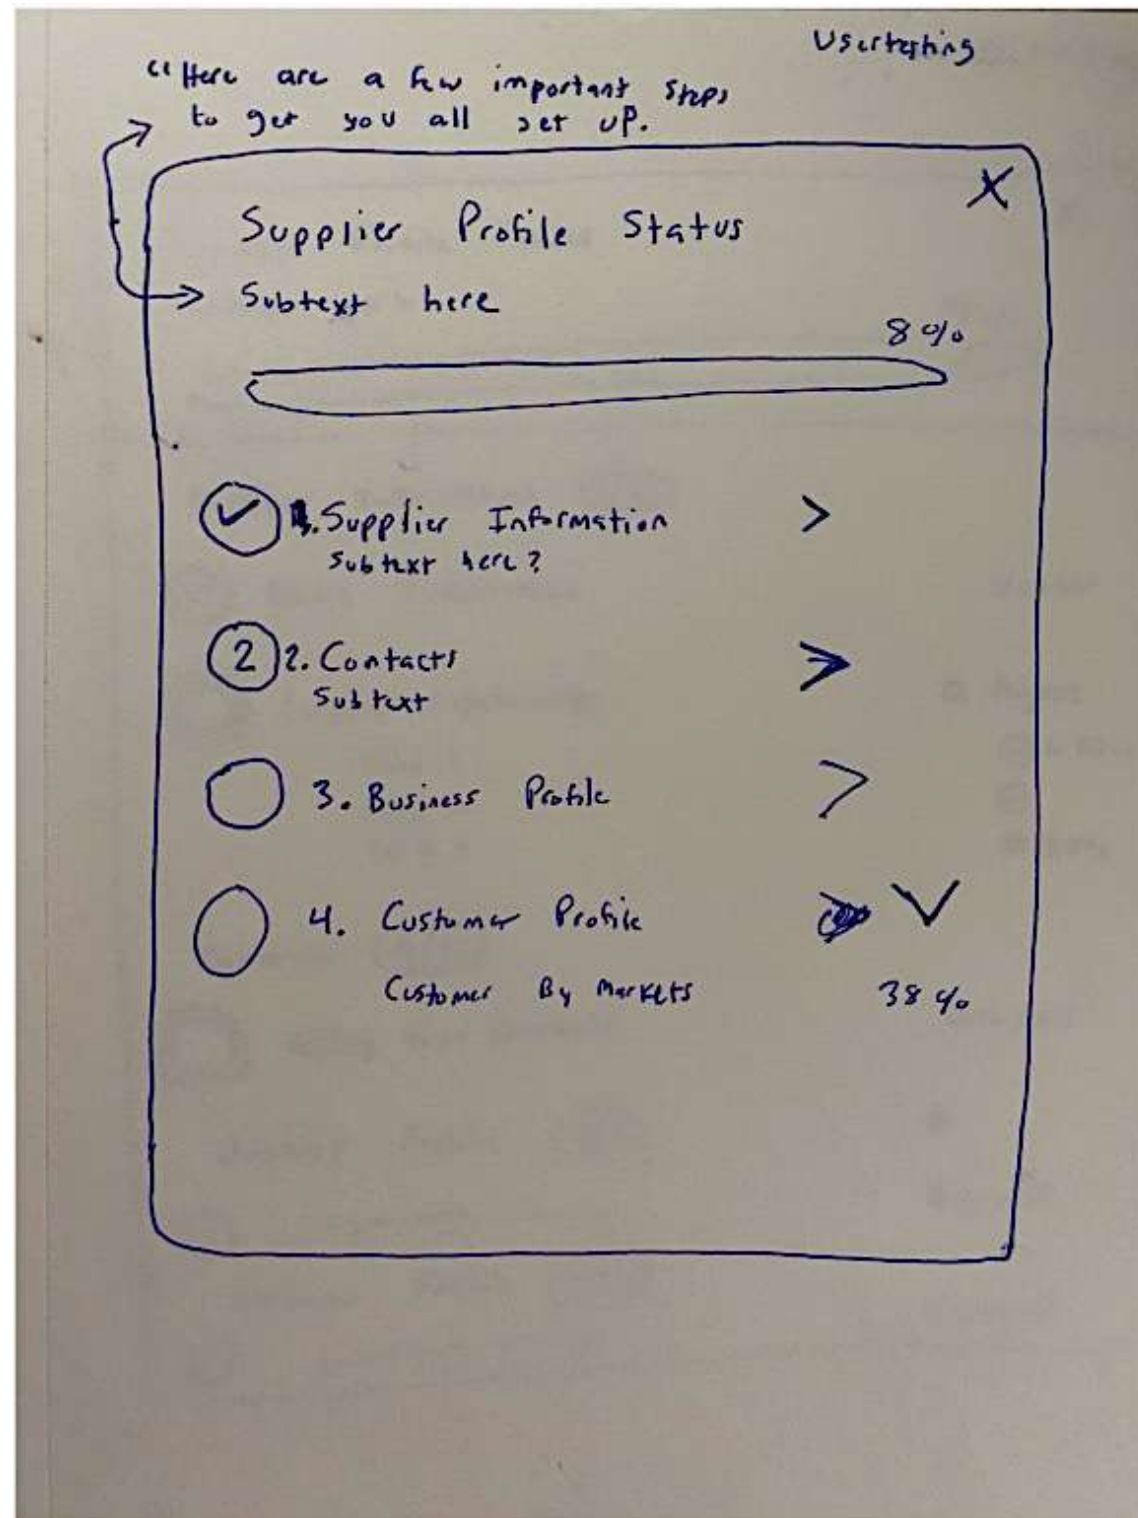 Usertesting
"Here are a few important steps
to get you all set up.
X
Supplier Profile Status
Subtext here
8%
1. Supplier Information >
Subtext here?
2 2. Contacts >
Subtext
3. Business Profile >
4. Customer Profile
Customer By Markets 38%